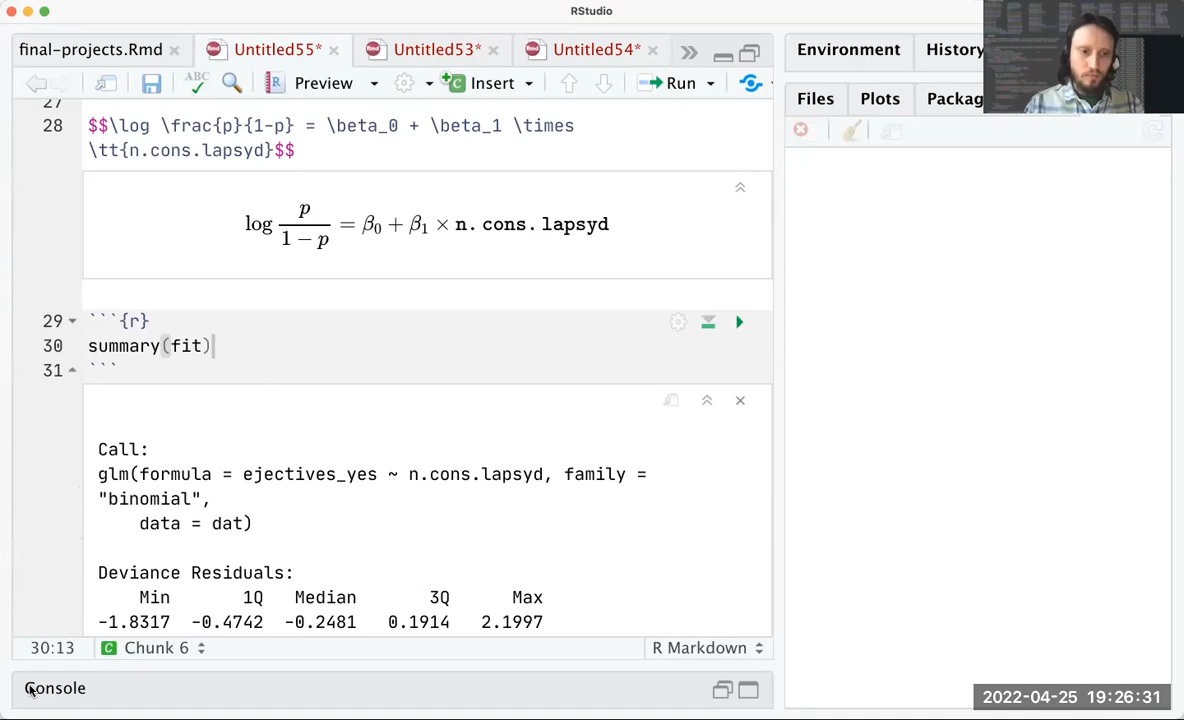 RStudio
final-projects.Rmd
Untitled55*
Untitled53*
Untitled54*
Environment
History
ABC
Preview
Insert
Run
Files
Plots
Packag
27
28 $$\log \frac{p}{1-p} = \beta_0 + \beta_1 \times
\tt{n.cons.lapsyd}$$
log p/1 − p = β0 + β1 × n.cons.lapsyd
29 ```{r}
30 summary(fit)
31 ```
Call:
glm(formula = ejectives_yes ~ n.cons.lapsyd, family =
"binomial",
data = dat)
Deviance Residuals:
Min 1Q Median 3Q Max
-1.8317 -0.4742 -0.2481 0.1914 2.1997
30:13 Chunk 6 R Markdown
Console
2022-04-25 19:26:31